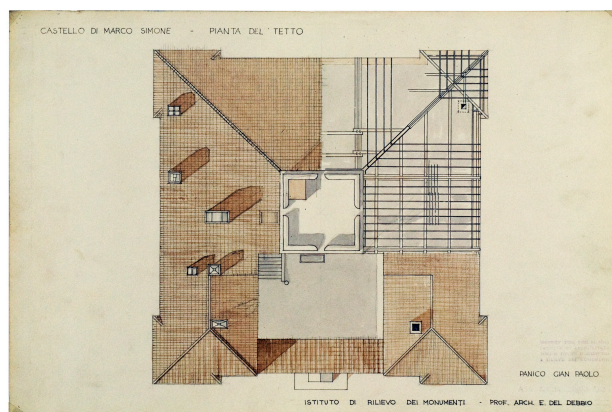 CASTELLO DI MARCO SIMONE - PIANTA DEL TETTO
PANICO GIAN PAOLO
ISTITUTO DI RILIEVO DEI MONUMENTI - PROF. ARCH. E. DEL DEBBIO